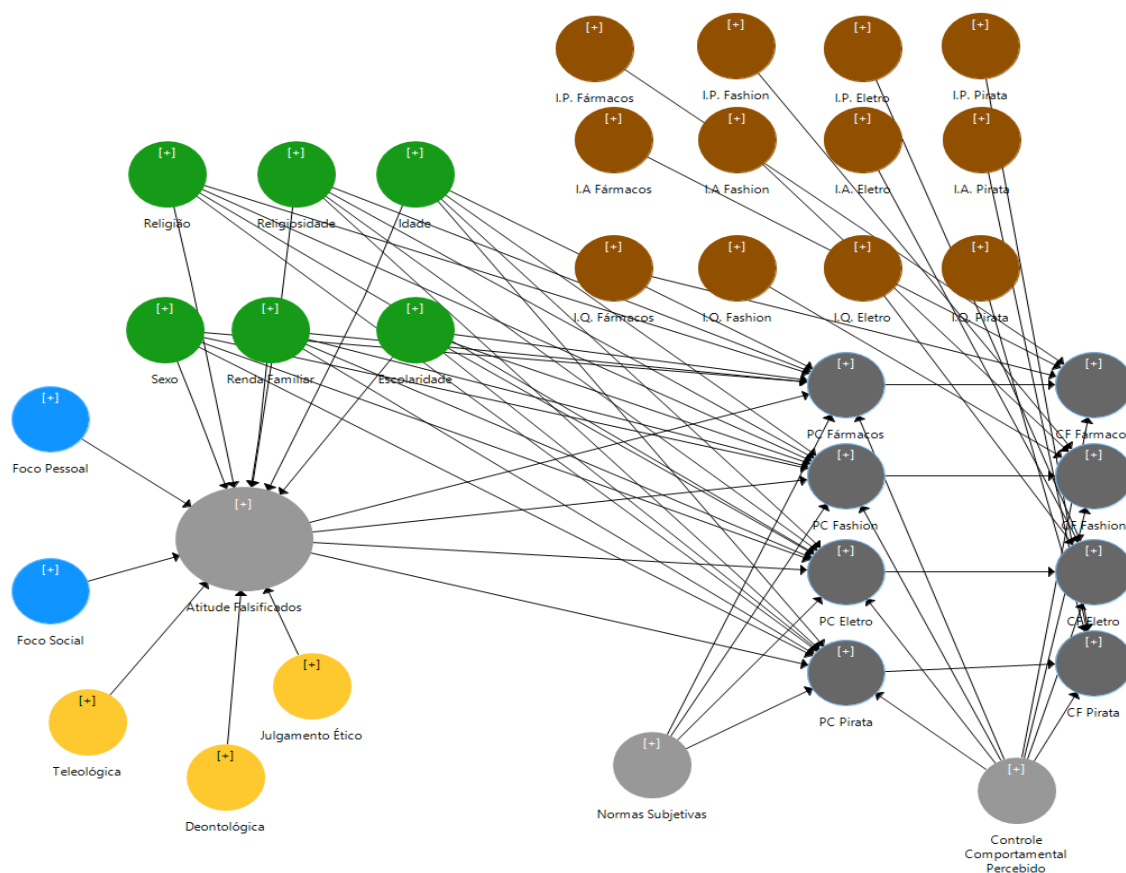 [+] [+] [+] [+]
I.P. Fármacos I.P. Fashion I.P. Eletro I.P. Pirata
[+] [+] [+] [+]
I.A Fármacos I.A Fashion I.A. Eletro I.A. Pirata
[+] [+] [+]
Religião Religiosidade Idade
[+] [+] [+] [+]
I.Q. Fármacos I.Q. Fashion I.Q. Eletro I.Q. Pirata
[+] [+] [+]
Sexo Renda Familiar Escolaridade
[+] [+]
PC Fármacos CF Fármaco
[+]
Foco Pessoal
[+] [+]
PC Fashion CF Fashion
[+]
Atitude Falsificados
[+] [+]
PC Eletro CF Eletro
[+]
Foco Social
[+] [+]
PC Pirata CF Pirata
[+]
Julgamento Ético
[+]
Teleológica
[+]
Deontológica
[+]
Normas Subjetivas
[+]
Controle
Comportamental
Percebido